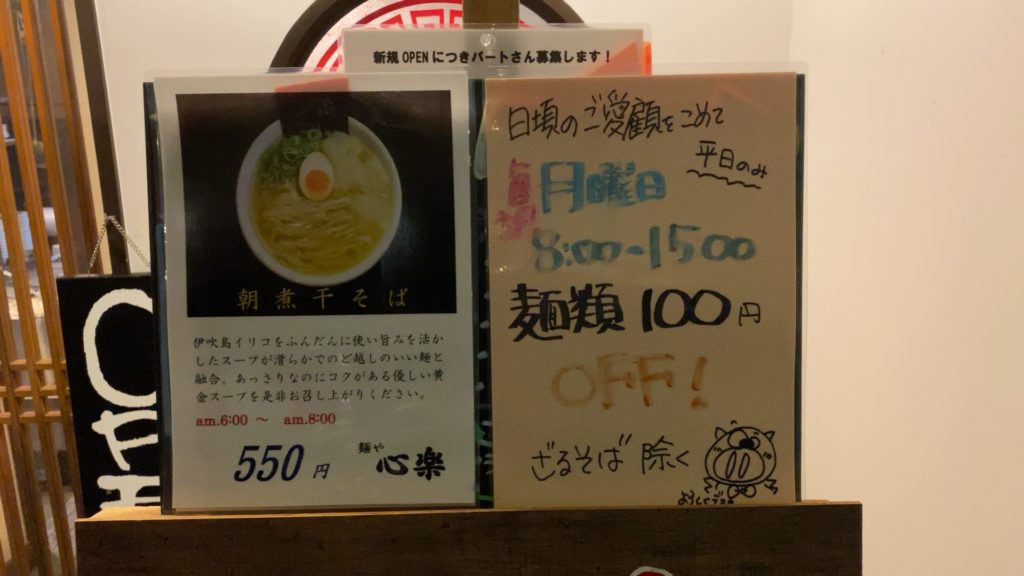 新規OPENにつきパートさん募集します！
朝煮干そば
伊吹島イリコをふんだんに使い旨みを活か
したスープが滑らかでのど越しのいい麺と
融合。あっさりなのにコクがある優しい黄
金スープを是非お召し上がりください。
am.6:00 ～ am.8:00
550円
麺や 心楽
日頃のご愛顧をこめて
平日のみ
毎週月曜日
8:00~1500
麺類100円
OFF!
ざるそば除く